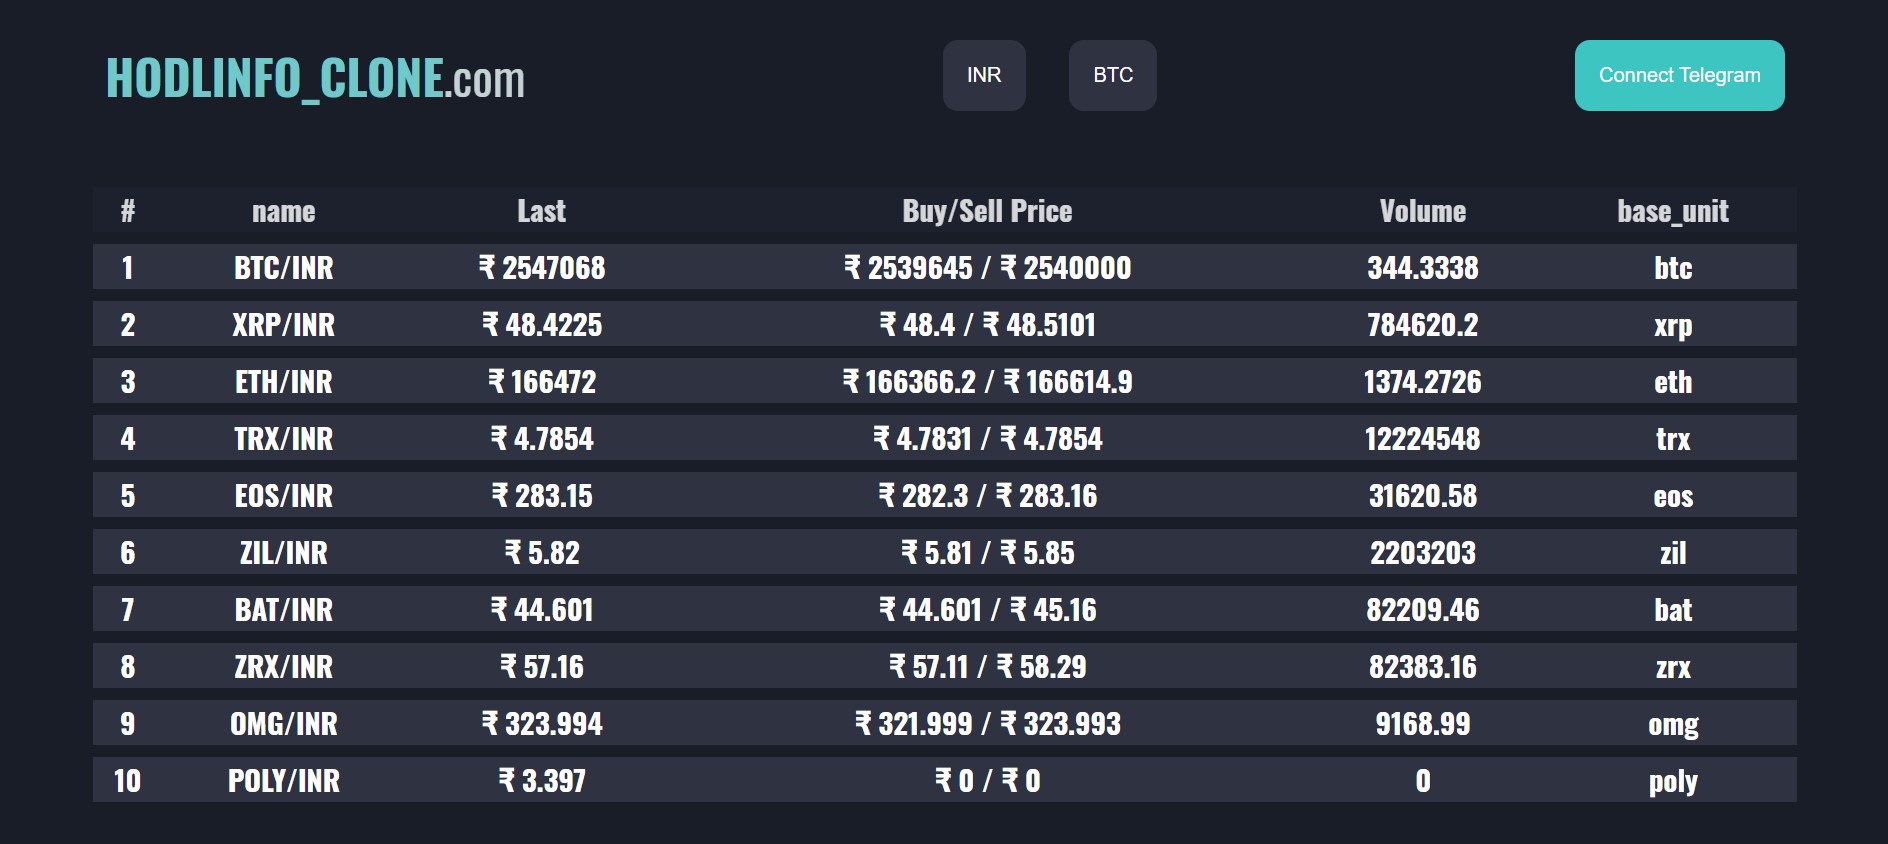 HODLINFO_CLONE.com INR BTC Connect Telegram
# name Last Buy/Sell Price Volume base_unit
1 BTC/INR ₹ 2547068 ₹ 2539645 / ₹ 2540000 344.3338 btc
2 XRP/INR ₹ 48.4225 ₹ 48.4 / ₹ 48.5101 784620.2 xrp
3 ETH/INR ₹ 166472 ₹ 166366.2 / ₹ 166614.9 1374.2726 eth
4 TRX/INR ₹ 4.7854 ₹ 4.7831 / ₹ 4.7854 12224548 trx
5 EOS/INR ₹ 283.15 ₹ 282.3 / ₹ 283.16 31620.58 eos
6 ZIL/INR ₹ 5.82 ₹ 5.81 / ₹ 5.85 2203203 zil
7 BAT/INR ₹ 44.601 ₹ 44.601 / ₹ 45.16 82209.46 bat
8 ZRX/INR ₹ 57.16 ₹ 57.11 / ₹ 58.29 82383.16 zrx
9 OMG/INR ₹ 323.994 ₹ 321.999 / ₹ 323.993 9168.99 omg
10 POLY/INR ₹ 3.397 ₹ 0 / ₹ 0 0 poly